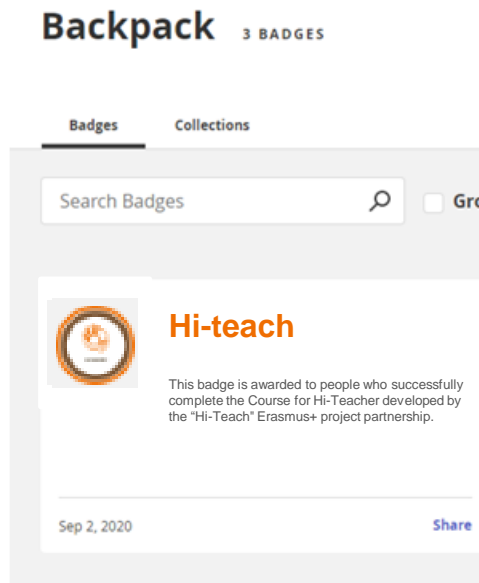 Backpack 3 BADGES
Badges Collections
Search Badges Gro
Hi-teach
This badge is awarded to people who successfully
complete the Course for Hi-Teacher developed by
the “Hi-Teach” Erasmus+ project partnership.
Sep 2, 2020 Share